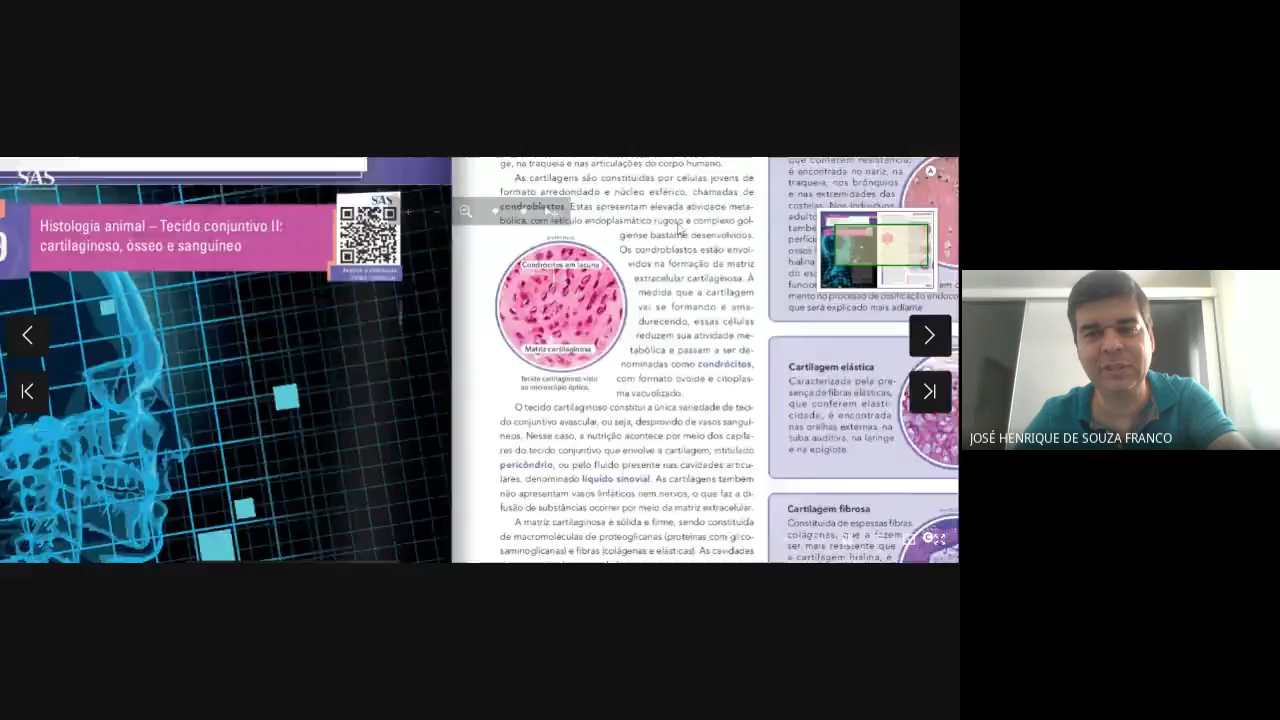 SAS
SAS
Histologia animal – Tecido conjuntivo II:
cartilaginoso, ósseo e sanguíneo
ge, na traqueia e nas articulações do corpo humano.
As cartilagens são constituídas por células jovens de
formato arredondado e núcleo esférico, chamadas de
condroblastos. Estas apresentam elevada atividade meta-
bólica, com retículo endoplasmático rugoso e complexo gol-
giense bastante desenvolvidos.
Os condroblastos estão envol-
vidos na formação da matriz
extracelular cartilaginosa. À
medida que a cartilagem
vai se formando e ama-
durecendo, essas células
reduzem sua atividade me-
tabólica e passam a ser de-
nominadas como condrócitos,
com formato ovoide e citoplas-
ma vacuolizado.
Condrócitos em lacuna
Matriz cartilaginosa
Tecido cartilaginoso visto
ao microscópio óptico.
O tecido cartilaginoso constitui a única variedade de teci-
do conjuntivo avascular, ou seja, desprovido de vasos sanguí-
neos. Nesse caso, a nutrição acontece por meio dos capila-
res do tecido conjuntivo que envolve a cartilagem, intitulado
pericôndrio, ou pelo fluido presente nas cavidades articu-
lares, denominado líquido sinovial. As cartilagens também
não apresentam vasos linfáticos nem nervos, o que faz a di-
fusão de substâncias ocorrer por meio da matriz extracelular.
A matriz cartilaginosa é sólida e firme, sendo constituída
de macromoléculas de proteoglicanas (proteínas com glico-
saminoglicanas) e fibras (colágenas e elásticas). As cavidades
que conferem resistência,
é encontrada no nariz, na
traqueia, nos brônquios
e nas extremidades das
costelas. Nos indivíduos
A
mento no processo de ossificação endoco
que será explicado mais adiante
Cartilagem elástica
Caracterizada pela pre-
sença de fibras elásticas,
que conferem elasti-
cidade, é encontrada
nas orelhas externas, na
tuba auditiva, na laringe
e na epiglote.
Cartilagem fibrosa
Constituída de espessas fibras
colágenas, que a fazem
ser mais resistente que
a cartilagem hialina, é
C
JOSÉ HENRIQUE DE SOUZA FRANCO